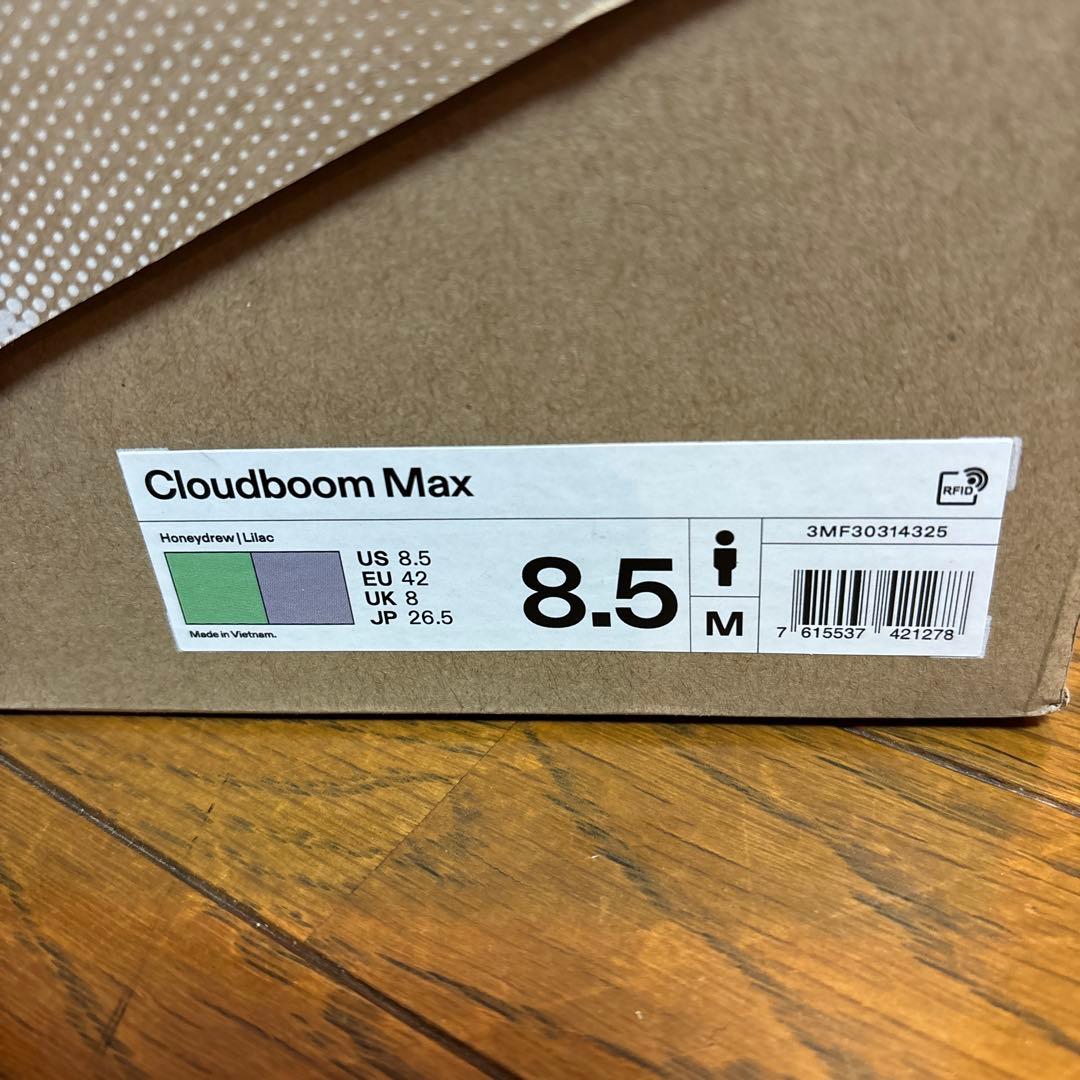 Cloudboom Max
RFID
Honeydrew | Lilac
US 8.5
EU 42
UK 8
JP 26.5
Made in Vietnam.
8.5
M
3MF30314325
7 615537 421278